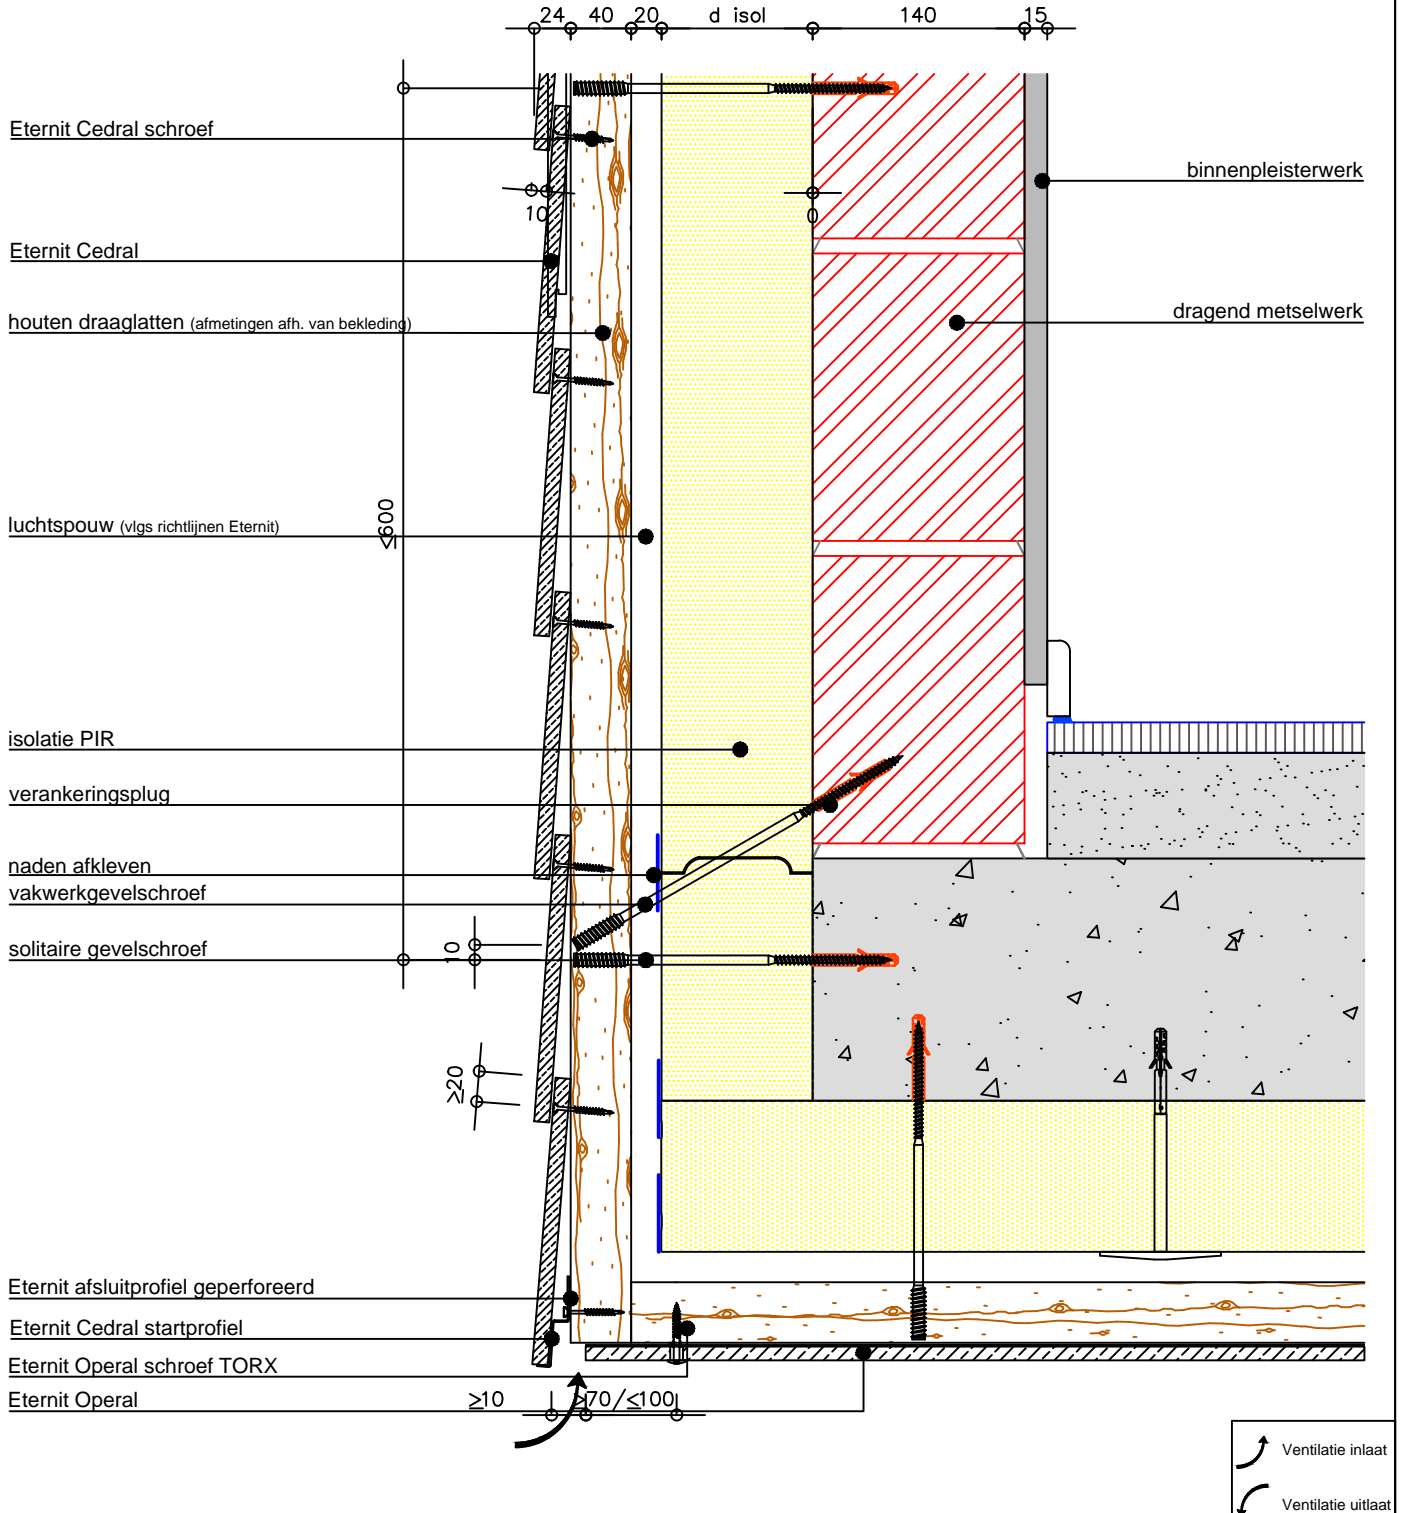 24 40 20 d isol 140 15
Eternit Cedral schroef
binnenpleisterwerk
10
0
Eternit Cedral
dragend metselwerk
houten draaglatten (afmetingen afh. van bekleding)
≤600
luchtspouw (vlgs richtlijnen Eternit)
isolatie PIR
verankeringsplug
naden afkleven
vakwerkgevelschroef
solitaire gevelschroef
10
≥20
Eternit afsluitprofiel geperforeerd
Eternit Cedral startprofiel
Eternit Operal schroef TORX
Eternit Operal
≥10 ≥70/≤100
Ventilatie inlaat
Ventilatie uitlaat